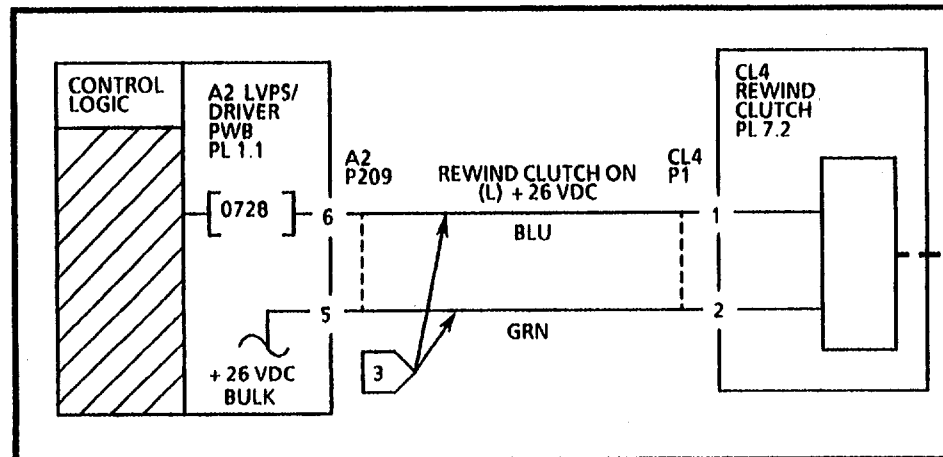 CONTROL
LOGIC
A2 LVPS/
DRIVER
PWB
PL 1.1
[0728]
6
5
+ 26 VDC
BULK
A2
P209
REWIND CLUTCH ON
(L) + 26 VDC
BLU
GRN
3
CL4
P1
1
2
CL4
REWIND
CLUTCH
PL 7.2